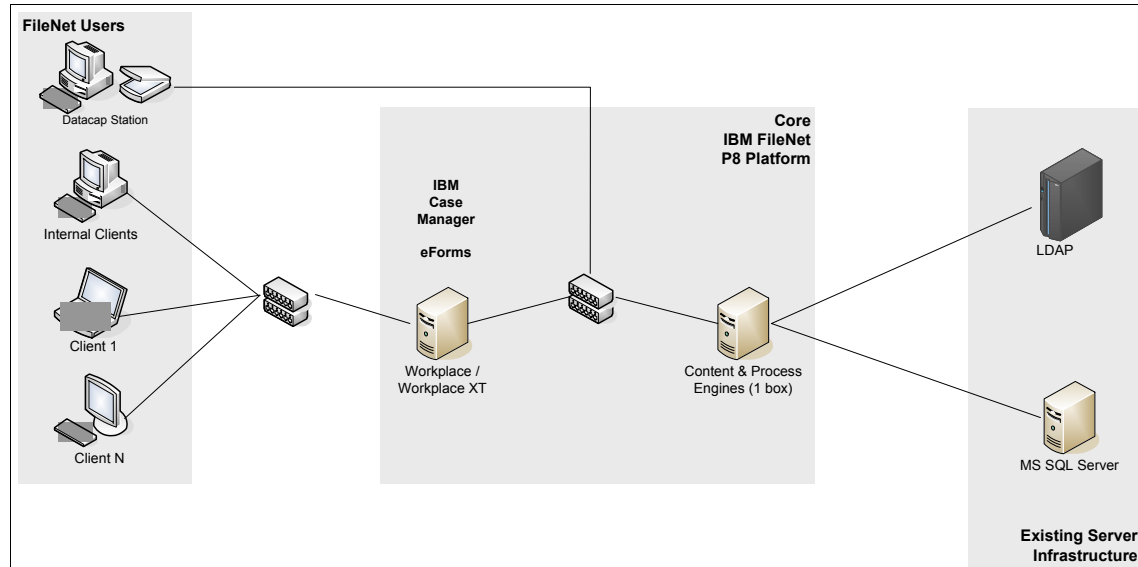 FileNet Users
Datacap Station
Internal Clients
Client 1
Client N
Core
IBM FileNet
P8 Platform
IBM
Case
Manager
eForms
Workplace /
Workplace XT
Content & Process
Engines (1 box)
LDAP
MS SQL Server
Existing Server
Infrastructure